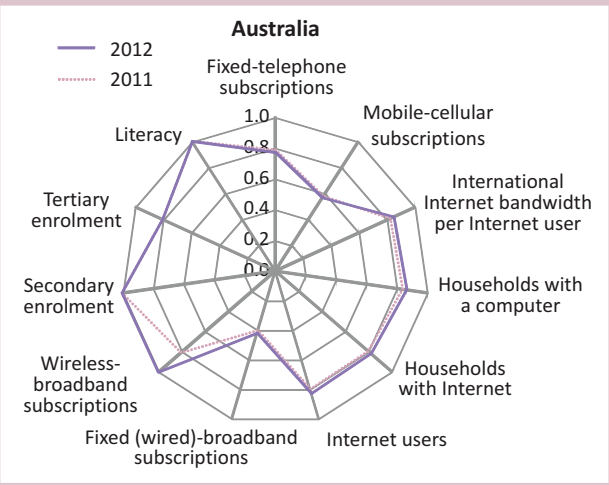 Australia
2012
2011
Fixed-telephone
subscriptions
Mobile-cellular
subscriptions
International
Internet bandwidth
per Internet user
Households with
a computer
Households
with Internet
Internet users
Fixed (wired)-broadband
subscriptions
Wireless-
broadband
subscriptions
Secondary
enrolment
Tertiary
enrolment
Literacy
1.0
0.8
0.6
0.4
0.2
0.0